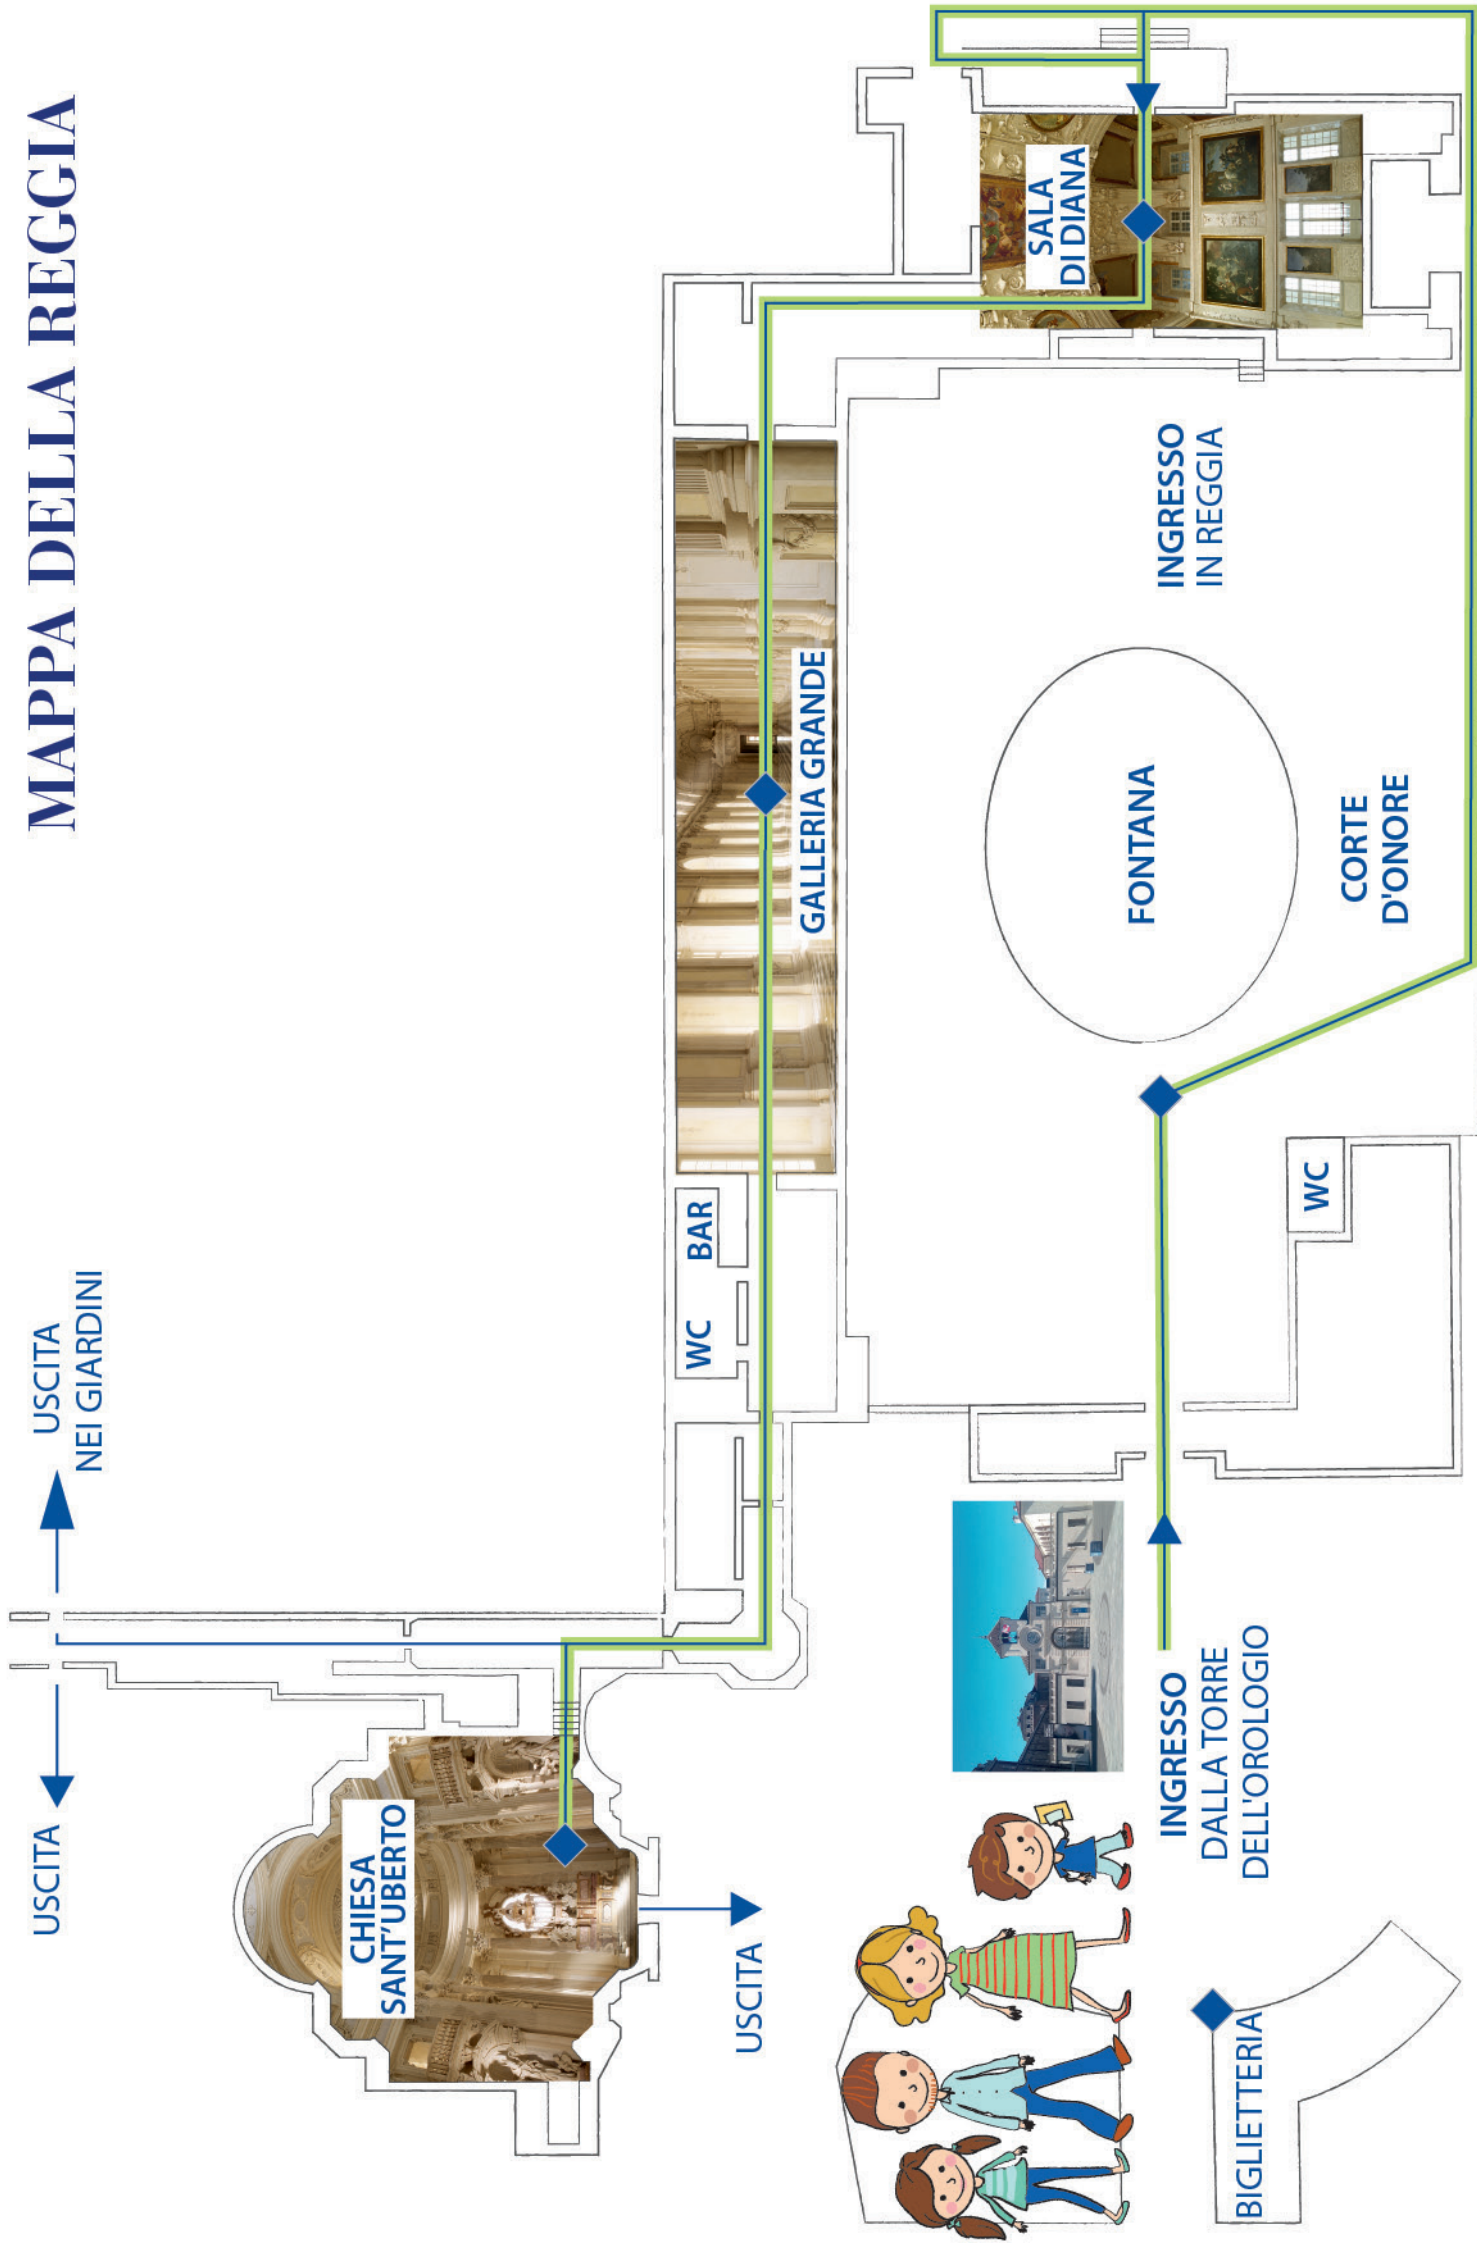 MAPPA DELLA REGGIA
USCITA
USCITA
NEI GIARDINI
CHIESA
SANT'UBERTO
USCITA
WC
BAR
GALLERIA GRANDE
SALA
DI DIANA
INGRESSO
IN REGGIA
FONTANA
CORTE
D'ONORE
WC
INGRESSO
DALLA TORRE
DELL'OROLOGIO
BIGLIETTERIA